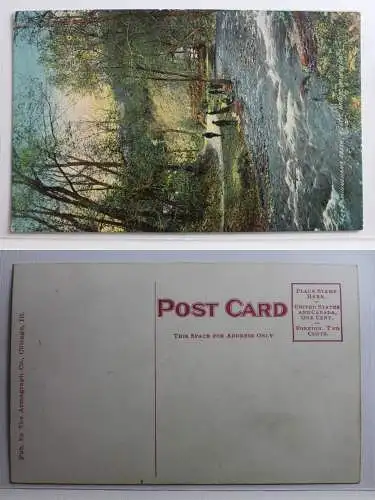 POST CARD
THIS SPACE FOR ADDRESS ONLY
PLACE STAMP
HERE.
UNITED STATES
AND CANADA,
ONE CENT.
FOREIGN, TWO
CENTS.
Pub. by The Acmegraph Co., Chicago, Ill.